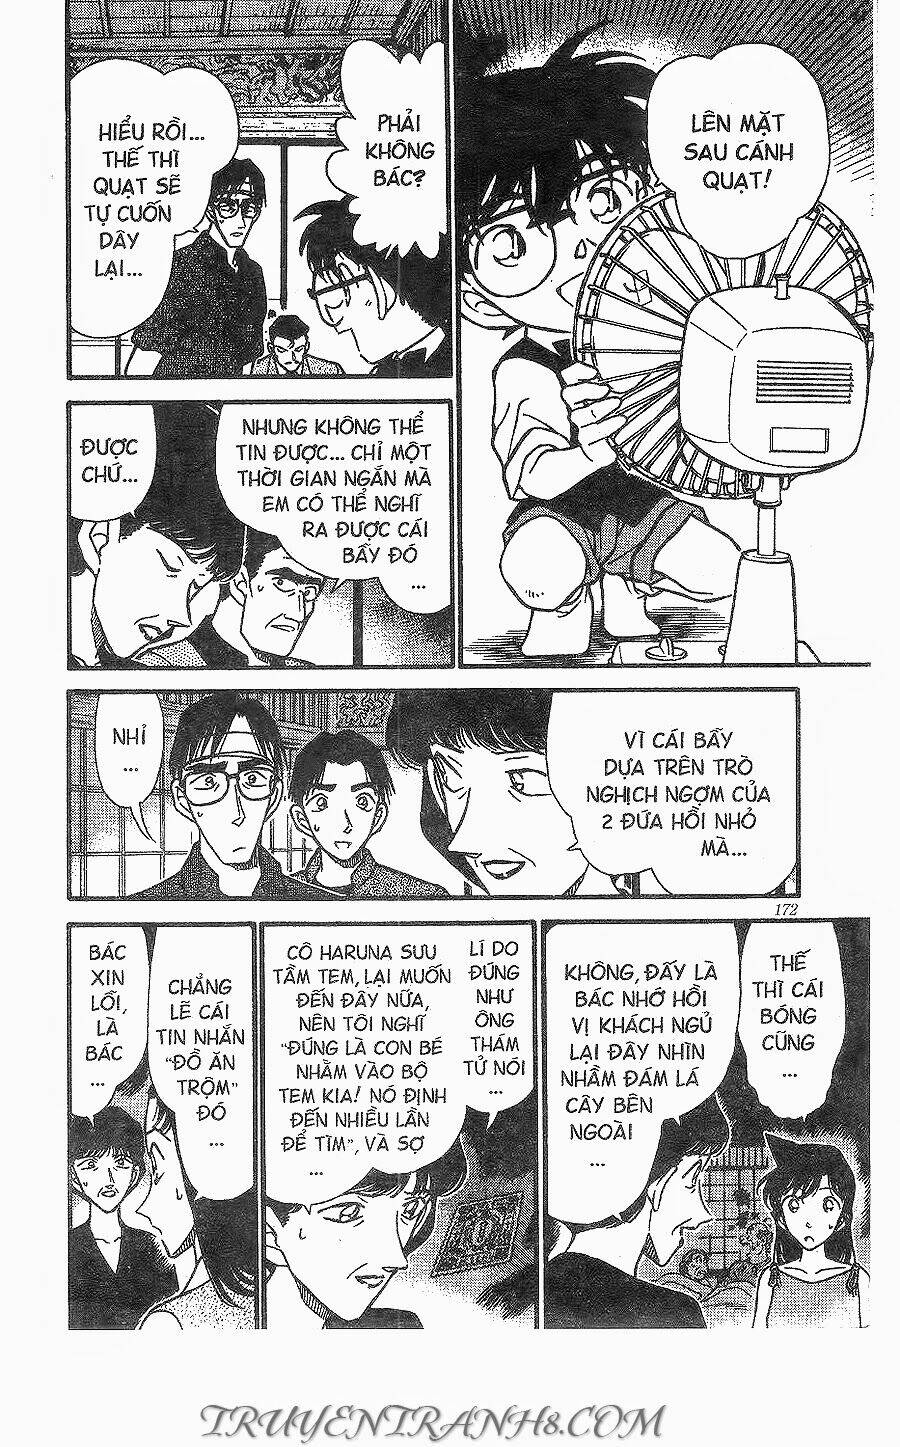 LÊN MẶT
SAU CÁNH
QUẠT!
PHẢI
KHÔNG
BÁC?
HIỂU RỒI...
THẾ THÌ
QUẠT SẼ
TỰ CUỐN
DÂY
LẠI...
NHƯNG KHÔNG THỂ
TIN ĐƯỢC... CHỈ MỘT
THỜI GIAN NGẮN MÀ
EM CÓ THỂ NGHĨ
RA ĐƯỢC CÁI
BẪY ĐÓ
...
ĐƯỢC
CHỨ...
VÌ CÁI BẪY
DỰA TRÊN TRÒ
NGHỊCH NGỢM CỦA
2 ĐỨA HỒI NHỎ
MÀ...
NHỈ
...
172
THẾ
THÌ CÁI
BÓNG
CŨNG...
KHÔNG, ĐẤY LÀ
BÁC NHỚ HỒI
VỊ KHÁCH NGỦ
LẠI ĐÂY NHÌN
NHẦM ĐÁM LÁ
CÂY BÊN
NGOÀI
...
LÍ DO
ĐÚNG
NHƯ
ÔNG
THÁM
TỬ NÓI
...
CÔ HARUNA SƯU
TẦM TEM, LẠI MUỐN
ĐẾN ĐÂY NỮA,
NÊN TÔI NGHĨ
"ĐÚNG LÀ CON BÉ
NHẰM VÀO BỘ
TEM KIA! NÓ ĐỊNH
ĐẾN NHIỀU LẦN
ĐỂ TÌM", VÀ SỢ
...
CHẲNG
LẼ CÁI
TIN NHẮN
"ĐỒ ĂN
TRỘM"
ĐÓ
...
BÁC
XIN
LỖI,
LÀ
BÁC
...
TRUYENTRANH8.COM